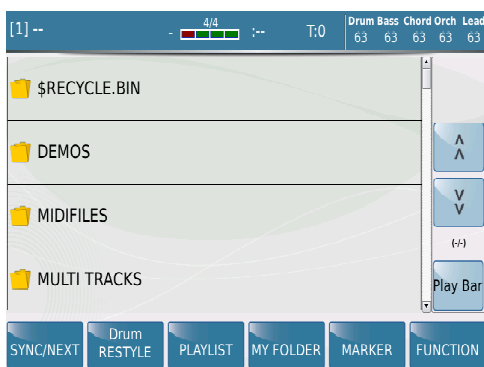 [1] -- - 4/4 :-- T:0 Drum Bass Chord Orch Lead
63 63 63 63 63
$RECYCLE.BIN
DEMOS
MIDIFILES
MULTI TRACKS
(-/-)
Play Bar
SYNC/NEXT
Drum
RESTYLE
PLAYLIST
MY FOLDER
MARKER
FUNCTION